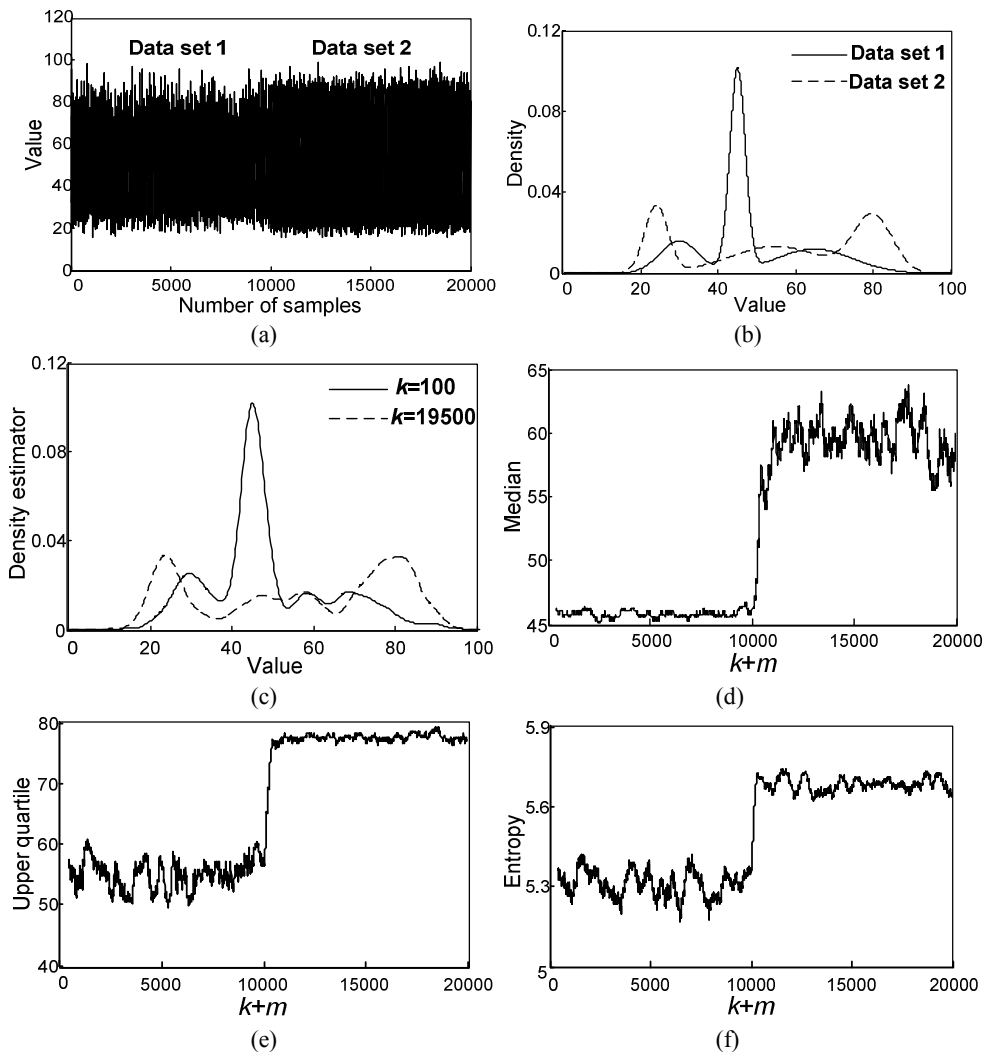 120
100
80
60
40
20
0
Value
Data set 1
Data set 2
0
5000
10000
15000
20000
Number of samples
(a)
0.12
0.08
0.04
0
Density
Data set 1
Data set 2
0
20
40
60
80
100
Value
(b)
0.12
0.08
0.04
0
Density estimator
k=100
k=19500
0
20
40
60
80
100
Value
(c)
65
60
55
50
45
Median
0
5000
10000
15000
20000
k+m
(d)
80
70
60
50
40
Upper quartile
0
5000
10000
15000
20000
k+m
(e)
5.9
5.6
5.3
5
Entropy
0
5000
10000
15000
20000
k+m
(f)